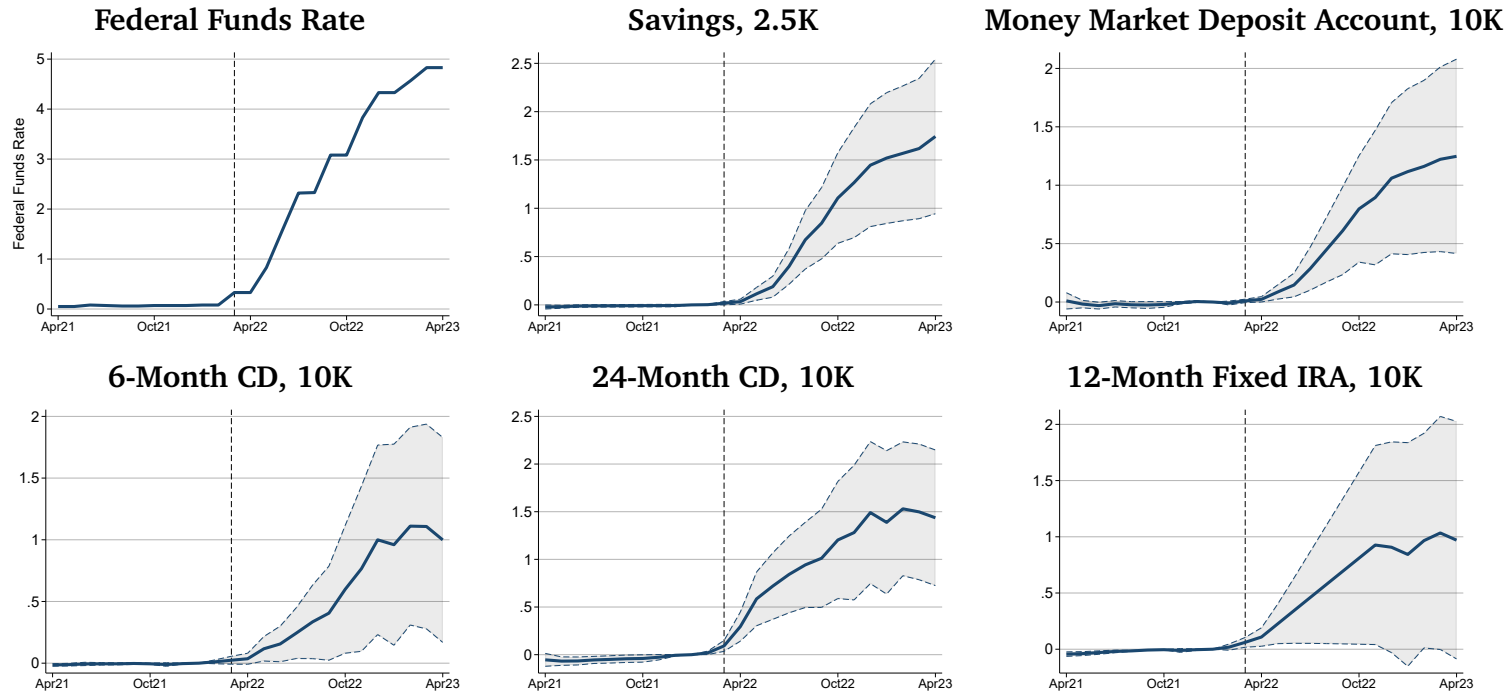 Federal Funds Rate
Federal Funds Rate
5
4
3
2
1
0
Apr21 Oct21 Apr22 Oct22 Apr23
Savings, 2.5K
2.5
2
1.5
1
.5
0
Apr21 Oct21 Apr22 Oct22 Apr23
Money Market Deposit Account, 10K
2
1.5
1
.5
0
Apr21 Oct21 Apr22 Oct22 Apr23
6-Month CD, 10K
2
1.5
1
.5
0
Apr21 Oct21 Apr22 Oct22 Apr23
24-Month CD, 10K
2.5
2
1.5
1
.5
0
Apr21 Oct21 Apr22 Oct22 Apr23
12-Month Fixed IRA, 10K
2
1.5
1
.5
0
Apr21 Oct21 Apr22 Oct22 Apr23